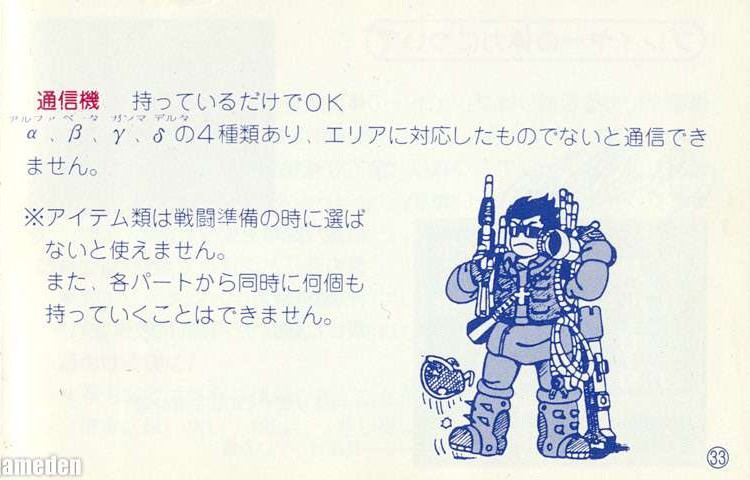 通信機　持っているだけでOK
アルファ ベータ ガンマ デルタ
α、β、γ、δの4種類あり、エリアに対応したものでないと通信でき
ません。
※アイテム類は戦闘準備の時に選ば
ないと使えません。
また、各パートから同時に何個も
持っていくことはできません。
33
ameden